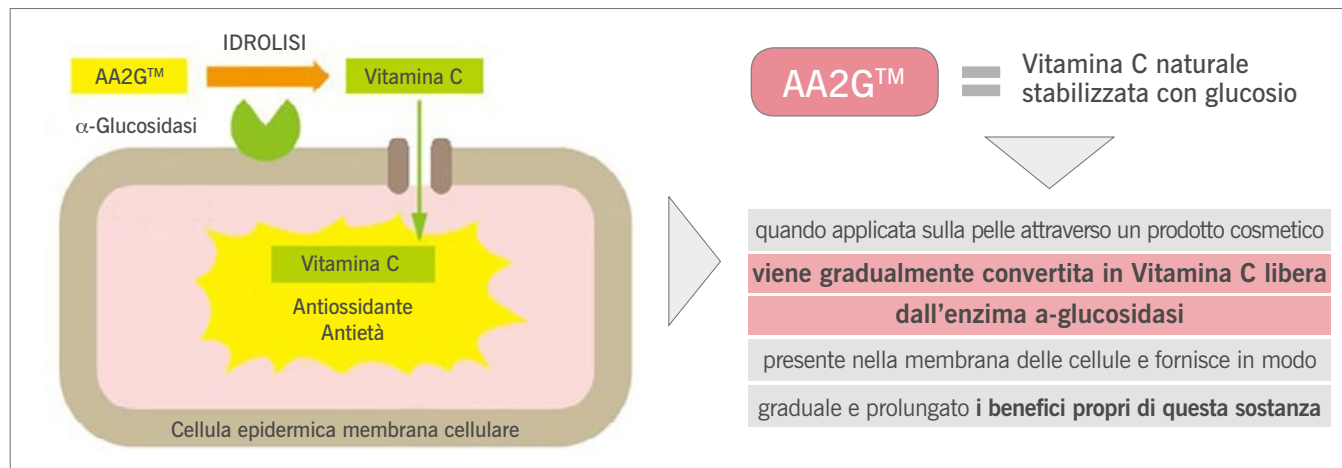 IDROLISI
AA2G™
Vitamina C
α-Glucosidasi
Vitamina C
Antiossidante
Antietà
Cellula epidermica membrana cellulare
AA2G™
=
Vitamina C naturale
stabilizzata con glucosio
quando applicata sulla pelle attraverso un prodotto cosmetico
viene gradualmente convertita in Vitamina C libera
dall'enzima a-glucosidasi
presente nella membrana delle cellule e fornisce in modo
graduale e prolungato i benefici propri di questa sostanza